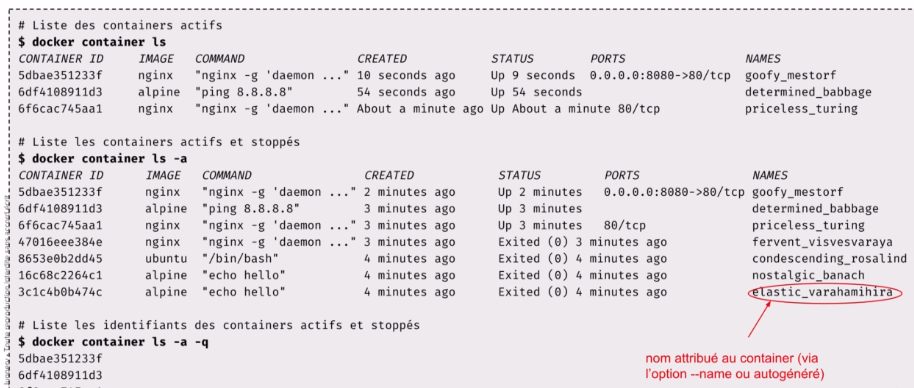 # Liste des containers actifs
$ docker container ls
CONTAINER ID IMAGE COMMAND CREATED STATUS PORTS NAMES
5dbae351233f nginx "nginx -g 'daemon ..." 10 seconds ago Up 9 seconds 0.0.0.0:8080->80/tcp goofy_mestorf
6df4108911d3 alpine "ping 8.8.8.8" 54 seconds ago Up 54 seconds determined_babbage
6f6cac745aa1 nginx "nginx -g 'daemon ..." About a minute ago Up About a minute 80/tcp priceless_turing
# Liste les containers actifs et stoppés
$ docker container ls -a
CONTAINER ID IMAGE COMMAND CREATED STATUS PORTS NAMES
5dbae351233f nginx "nginx -g 'daemon ..." 2 minutes ago Up 2 minutes 0.0.0.0:8080->80/tcp goofy_mestorf
6df4108911d3 alpine "ping 8.8.8.8" 3 minutes ago Up 3 minutes determined_babbage
6f6cac745aa1 nginx "nginx -g 'daemon ..." 3 minutes ago Up 3 minutes 80/tcp priceless_turing
47016eee384e nginx "nginx -g 'daemon ..." 3 minutes ago Exited (0) 3 minutes ago fervent_visvesvaraya
8653e0b2dd45 ubuntu "/bin/bash" 4 minutes ago Exited (0) 4 minutes ago condescending_rosalind
16c68c2264c1 alpine "echo hello" 4 minutes ago Exited (0) 4 minutes ago nostalgic_banach
3c1c4b0b474c alpine "echo hello" 4 minutes ago Exited (0) 4 minutes ago elastic_varahamihira
# Liste les identifiants des containers actifs et stoppés
$ docker container ls -a -q
5dbae351233f
6df4108911d3
nom attribué au container (via
l'option --name ou autogénéré)